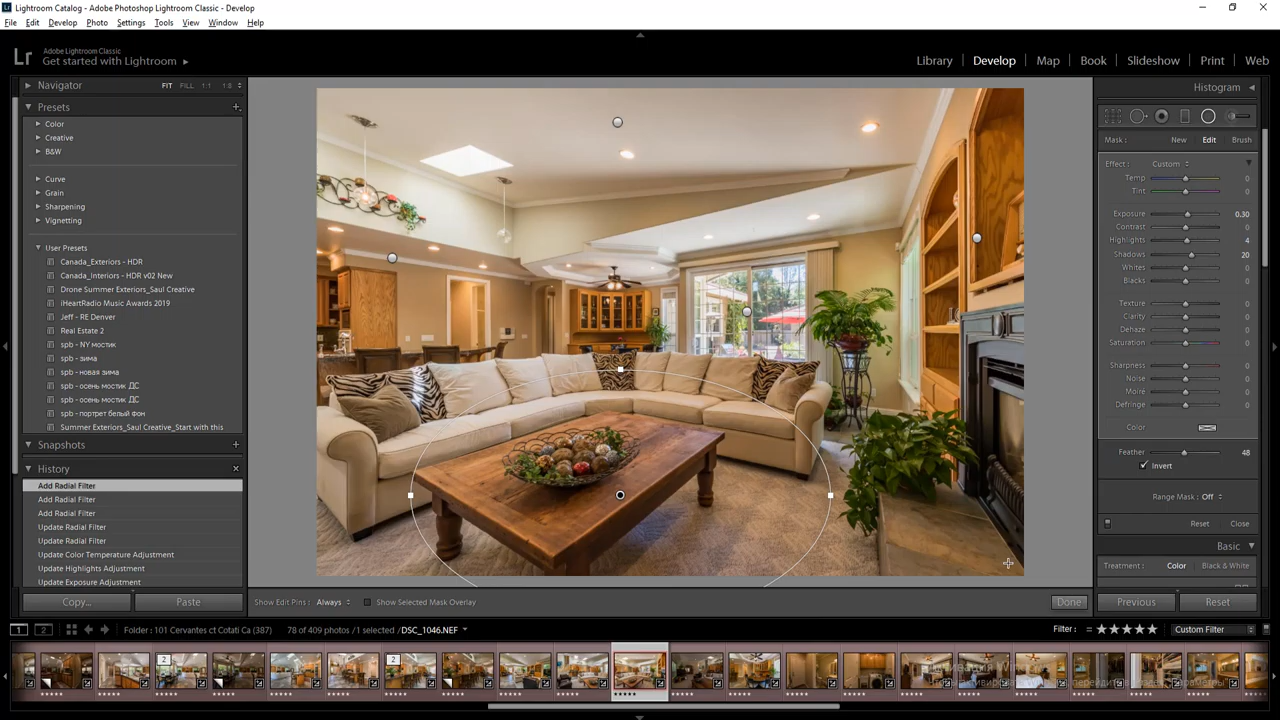 Lightroom Catalog - Adobe Photoshop Lightroom Classic - Develop
File Edit Develop Photo Settings Tools View Window Help
Lr Adobe Lightroom Classic
Get started with Lightroom
Library Develop Map Book Slideshow Print Web
Navigator FIT FILL 1:1 1:8
Presets
Color
Creative
B&W
Curve
Grain
Sharpening
Vignetting
User Presets
Canada_Exteriors - HDR
Canada_Interiors - HDR v02 New
Drone Summer Exteriors_Saul Creative
iHeartRadio Music Awards 2019
Jeff - RE Denver
Real Estate 2
spb - NY мостик
spb - зима
spb - новая зима
spb - осень мостик ДС
spb - осень мостик ДС
spb - портрет белый фон
Summer Exteriors_Saul Creative_Start with this
Snapshots
History
Add Radial Filter
Add Radial Filter
Add Radial Filter
Update Radial Filter
Update Radial Filter
Update Color Temperature Adjustment
Update Highlights Adjustment
Update Exposure Adjustment
Copy... Paste
Show Edit Pins : Always Show Selected Mask Overlay Done
Histogram
Mask : New Edit Brush
Effect : Custom
Temp 0
Tint 0
Exposure 0.30
Contrast 0
Highlights 4
Shadows 20
Whites 0
Blacks 0
Texture 0
Clarity 0
Dehaze 0
Saturation 0
Sharpness 0
Noise 0
Moiré 0
Defringe 0
Color
Feather 48
Invert
Range Mask : Off
Reset Close
Basic
Treatment : Color Black & White
Previous Reset
1 2 Folder : 101 Cervantes ct Cotati Ca (387) 78 of 409 photos / 1 selected / DSC_1046.NEF Filter : Custom Filter
2 2